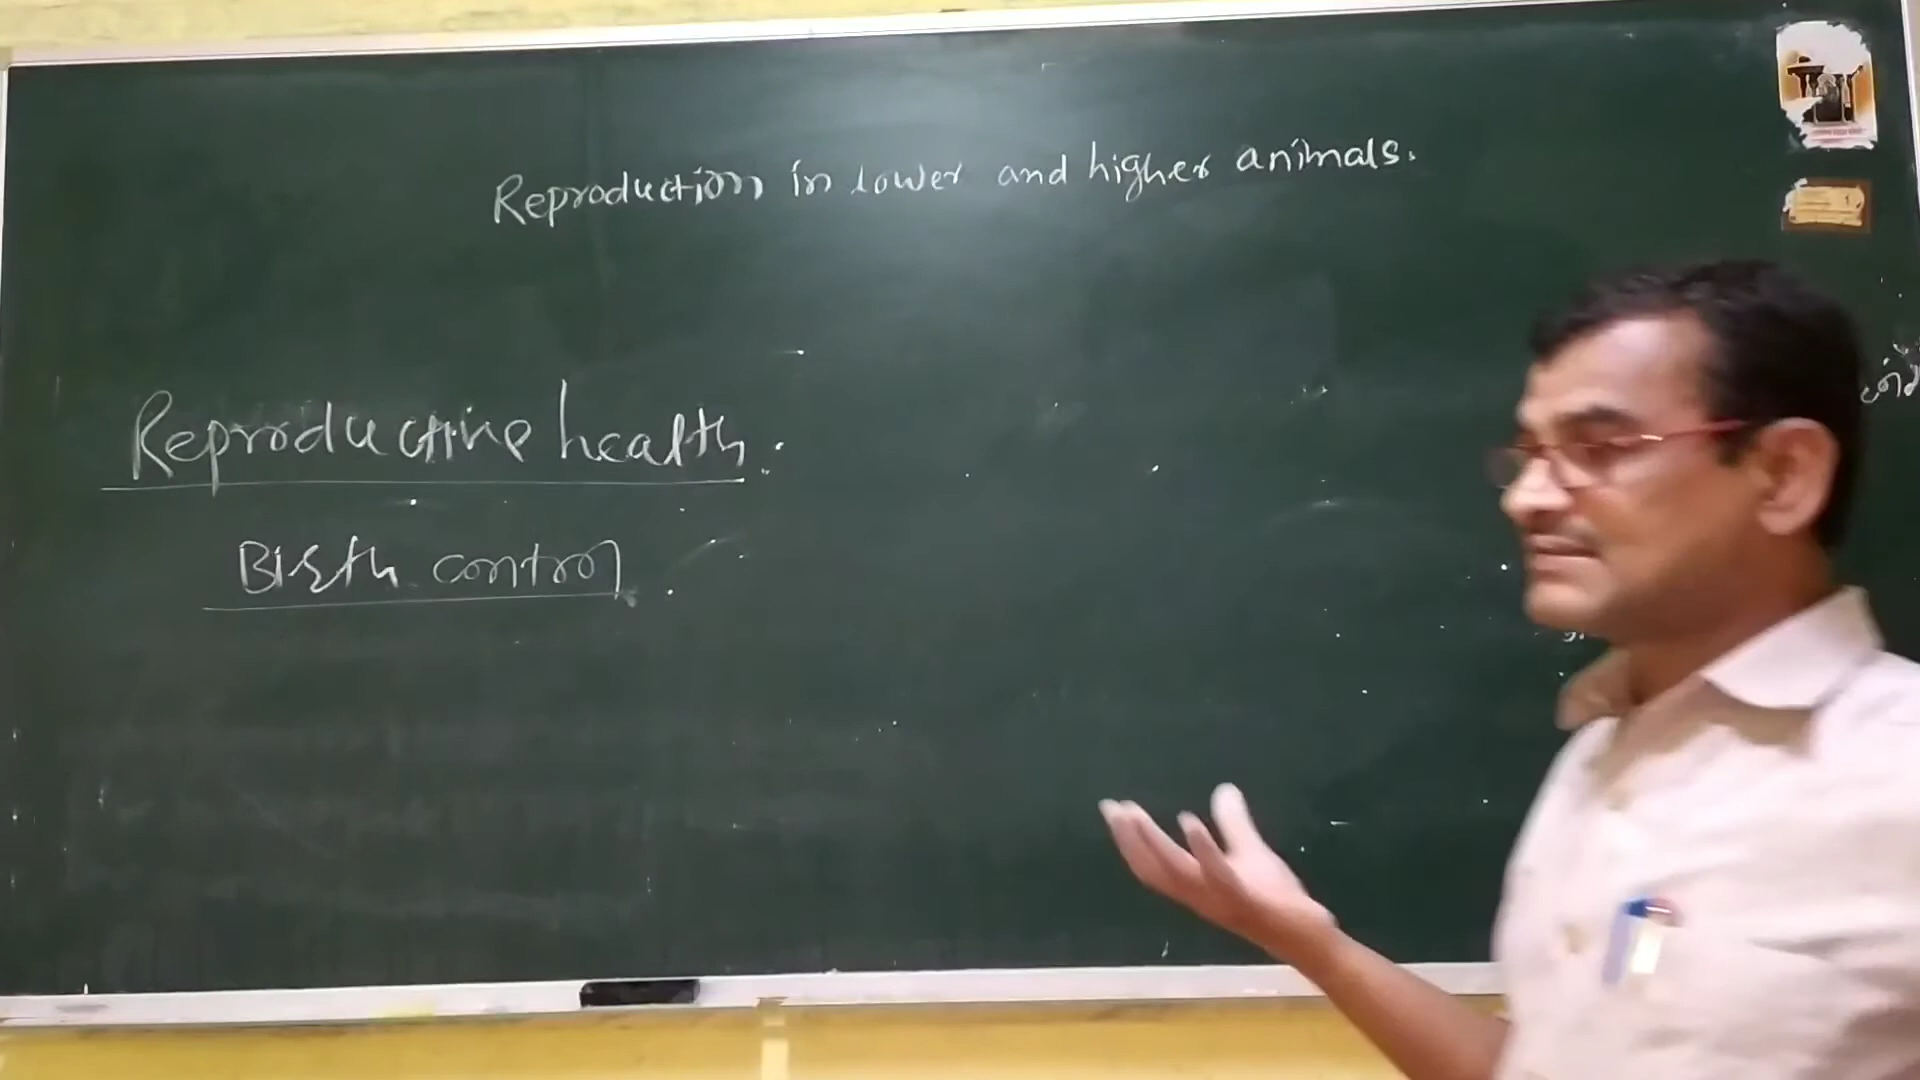 Reproduction in lower and higher animals.
Reproductive health.
Birth control.